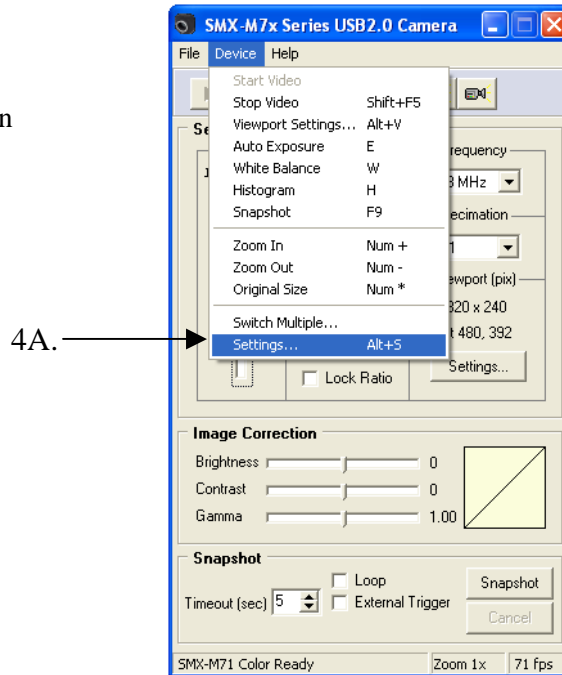 SMX-M7x Series USB2.0 Camera
File Device Help
Start Video
Stop Video Shift+F5
Viewport Settings... Alt+V
Auto Exposure E
White Balance W
Histogram H
Snapshot F9
Zoom In Num +
Zoom Out Num -
Original Size Num *
Switch Multiple...
Settings... Alt+S
n
Se
requency
3 MHz
ecimation
1
ewport (pix)
320 x 240
t 480, 392
Settings...
4A.
Lock Ratio
Image Correction
Brightness 0
Contrast 0
Gamma 1.00
Snapshot
Loop
Timeout (sec) 5
External Trigger
Snapshot
Cancel
SMX-M71 Color Ready Zoom 1x 71 fps